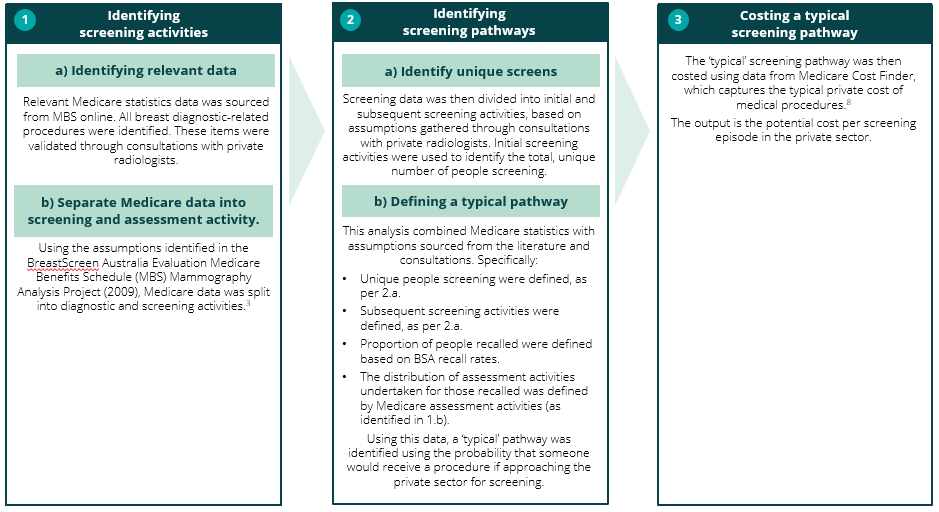 1
Identifying
screening activities
a) Identifying relevant data
Relevant Medicare statistics data was sourced
from MBS online. All breast diagnostic-related
procedures were identified. These items were
validated through consultations with private
radiologists.
b) Separate Medicare data into
screening and assessment activity.
Using the assumptions identified in the
BreastScreen Australia Evaluation Medicare
Benefits Schedule (MBS) Mammography
Analysis Project (2009), Medicare data was split
into diagnostic and screening activities.³
2
Identifying
screening pathways
a) Identify unique screens
Screening data was then divided into initial and
subsequent screening activities, based on
assumptions gathered through consultations
with private radiologists. Initial screening
activities were used to identify the total, unique
number of people screening.
b) Defining a typical pathway
This analysis combined Medicare statistics with
assumptions sourced from the literature and
consultations. Specifically:
• Unique people screening were defined, as
per 2.a.
• Subsequent screening activities were
defined, as per 2.a.
• Proportion of people recalled were defined
based on BSA recall rates.
• The distribution of assessment activities
undertaken for those recalled was defined
by Medicare assessment activities (as
identified in 1.b).
Using this data, a ‘typical’ pathway was
identified using the probability that someone
would receive a procedure if approaching the
private sector for screening.
3
Costing a typical
screening pathway
The ‘typical’ screening pathway was then
costed using data from Medicare Cost Finder,
which captures the typical private cost of
medical procedures.⁸
The output is the potential cost per screening
episode in the private sector.